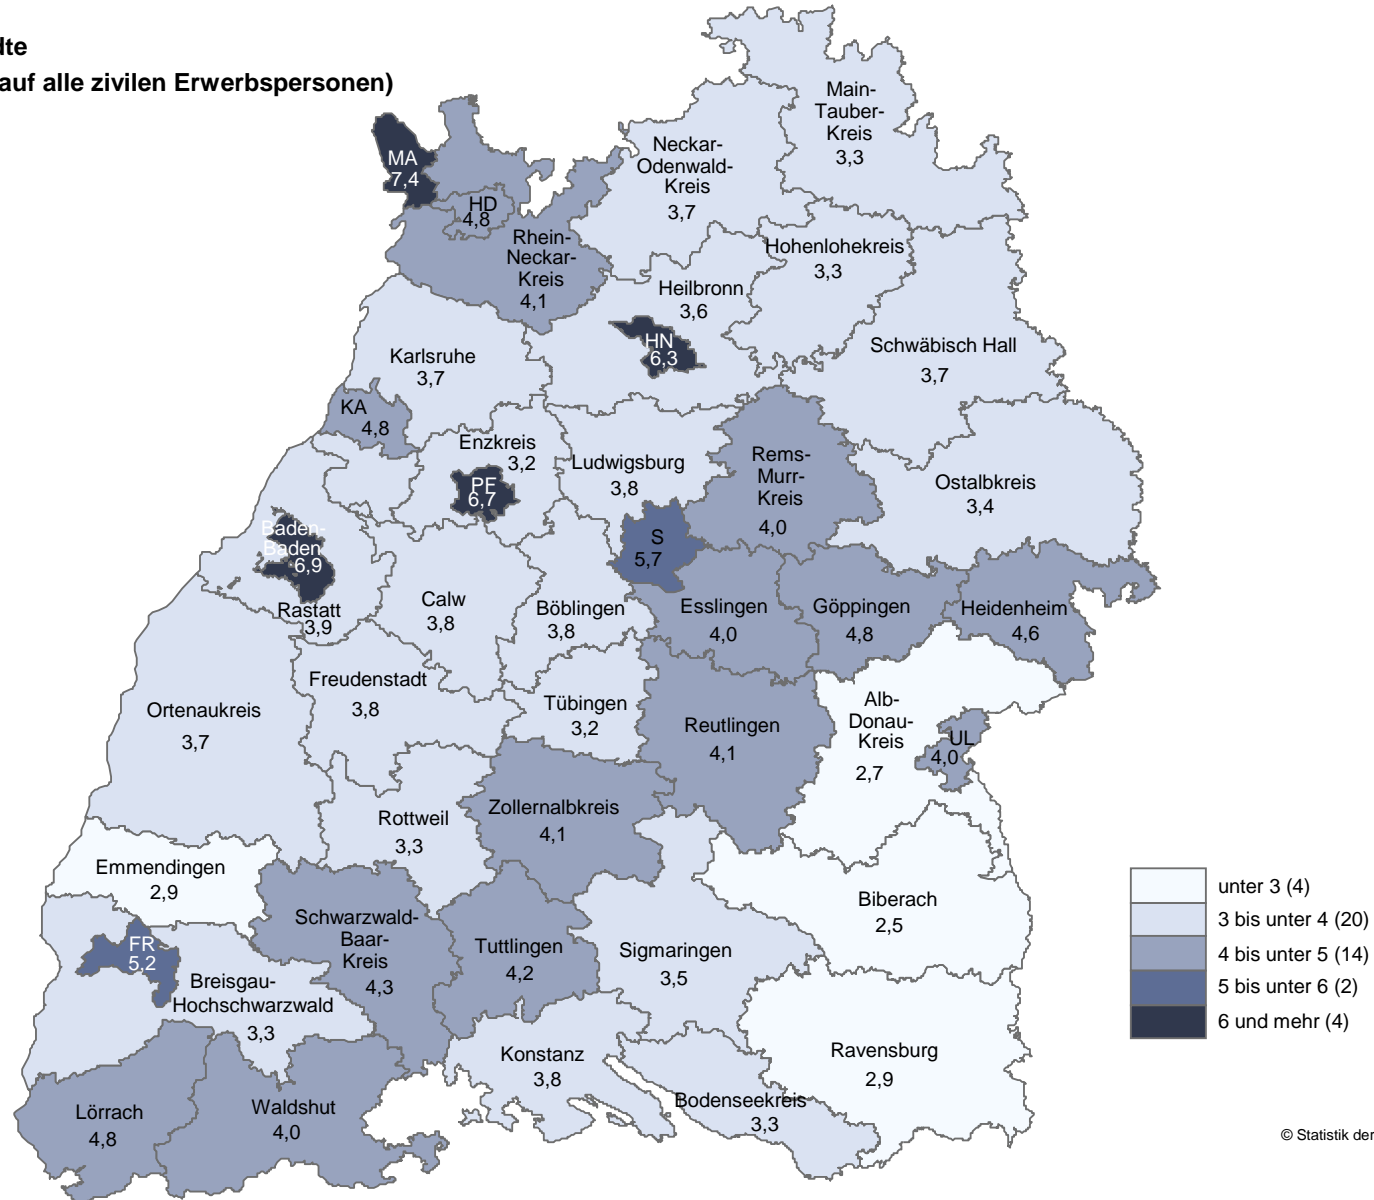 dte
auf alle zivilen Erwerbspersonen)
Main-
Tauber-
Kreis
3,3
Neckar-
Odenwald-
Kreis
3,7
MA
7,4
HD
4,8
Rhein-
Neckar-
Kreis
4,1
Hohenlohekreis
3,3
Heilbronn
3,6
HN
6,3
Schwäbisch Hall
3,7
Karlsruhe
3,7
KA
4,8
Enzkreis
3,2
PF
6,7
Ludwigsburg
3,8
Rems-
Murr-
Kreis
4,0
Ostalbkreis
3,4
Baden-
Baden
6,9
S
5,7
Rastatt
3,9
Calw
3,8
Böblingen
3,8
Esslingen
4,0
Göppingen
4,8
Heidenheim
4,6
Freudenstadt
3,8
Ortenaukreis
3,7
Tübingen
3,2
Reutlingen
4,1
Alb-
Donau-
Kreis
2,7
UL
4,0
Rottweil
3,3
Zollernalbkreis
4,1
Emmendingen
2,9
Biberach
2,5
Schwarzwald-
Baar-
Kreis
4,3
FR
5,2
Tuttlingen
4,2
Sigmaringen
3,5
Breisgau-
Hochschwarzwald
3,3
Konstanz
3,8
Ravensburg
2,9
Bodenseekreis
3,3
Lörrach
4,8
Waldshut
4,0
unter 3 (4)
3 bis unter 4 (20)
4 bis unter 5 (14)
5 bis unter 6 (2)
6 und mehr (4)
© Statistik der